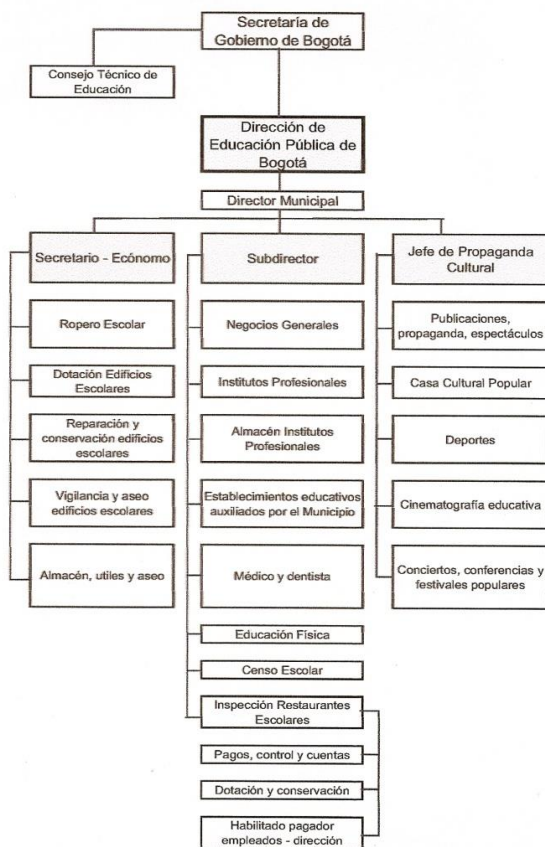 Secretaría de
Gobierno de Bogotá
Consejo Técnico de
Educación
Dirección de
Educación Pública de
Bogotá
Director Municipal
Secretario - Ecónomo
Ropero Escolar
Dotación Edificios
Escolares
Reparación y
conservación edificios
escolares
Vigilancia y aseo
edificios escolares
Almacén, utiles y aseo
Subdirector
Negocios Generales
Institutos Profesionales
Almacén Institutos
Profesionales
Establecimientos educativos
auxiliados por el Municipio
Médico y dentista
Educación Física
Censo Escolar
Inspección Restaurantes
Escolares
Pagos, control y cuentas
Dotación y conservación
Habilitado pagador
empleados - dirección
Jefe de Propaganda
Cultural
Publicaciones,
propaganda, espectáculos
Casa Cultural Popular
Deportes
Cinematografía educativa
Conciertos, conferencias y
festivales populares